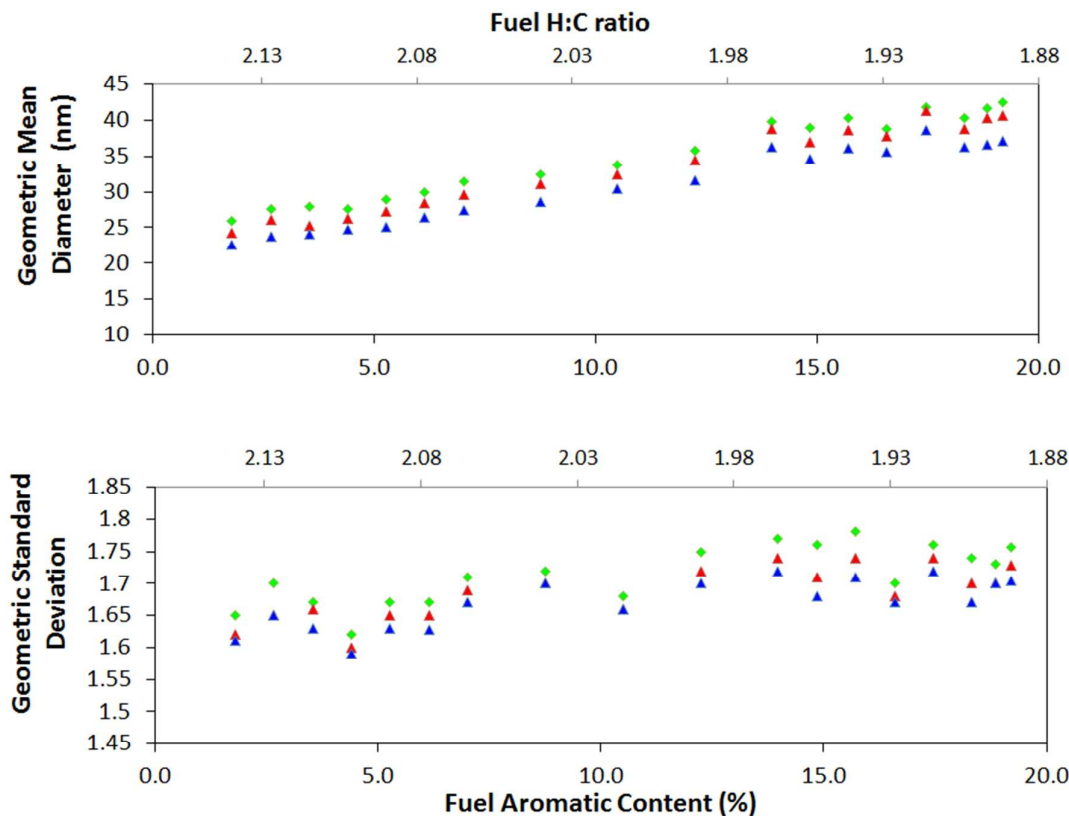 Fuel H:C ratio
2.13 2.08 2.03 1.98 1.93 1.88
Geometric Mean
Diameter (nm)
45
40
35
30
25
20
15
10
0.0 5.0 10.0 15.0 20.0
2.13 2.08 2.03 1.98 1.93 1.88
Geometric Standard
Deviation
1.85
1.8
1.75
1.7
1.65
1.6
1.55
1.5
1.45
0.0 5.0 10.0 15.0 20.0
Fuel Aromatic Content (%)